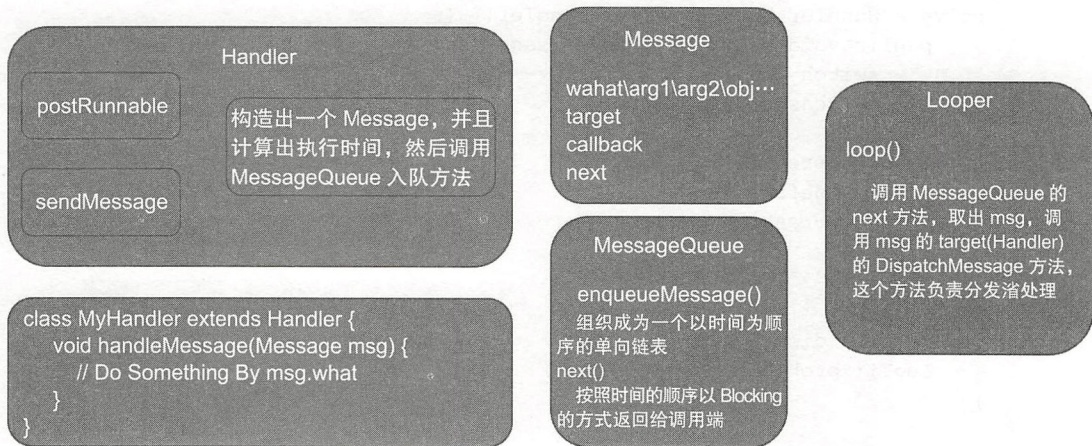 Handler
postRunnable
sendMessage
构造出一个 Message，并且
计算出执行时间，然后调用
MessageQueue 入队方法
class MyHandler extends Handler {
void handleMessage(Message msg) {
// Do Something By msg.what
}
}
Message
wahat\arg1\arg2\obj…
target
callback
next
MessageQueue
enqueueMessage()
组织成为一个以时间为顺
序的单向链表
next()
按照时间的顺序以 Blocking
的方式返回给调用端
Looper
loop()
调用 MessageQueue 的
next 方法，取出 msg，调
用 msg 的 target(Handler)
的 DispatchMessage 方法，
这个方法负责分发湝处理